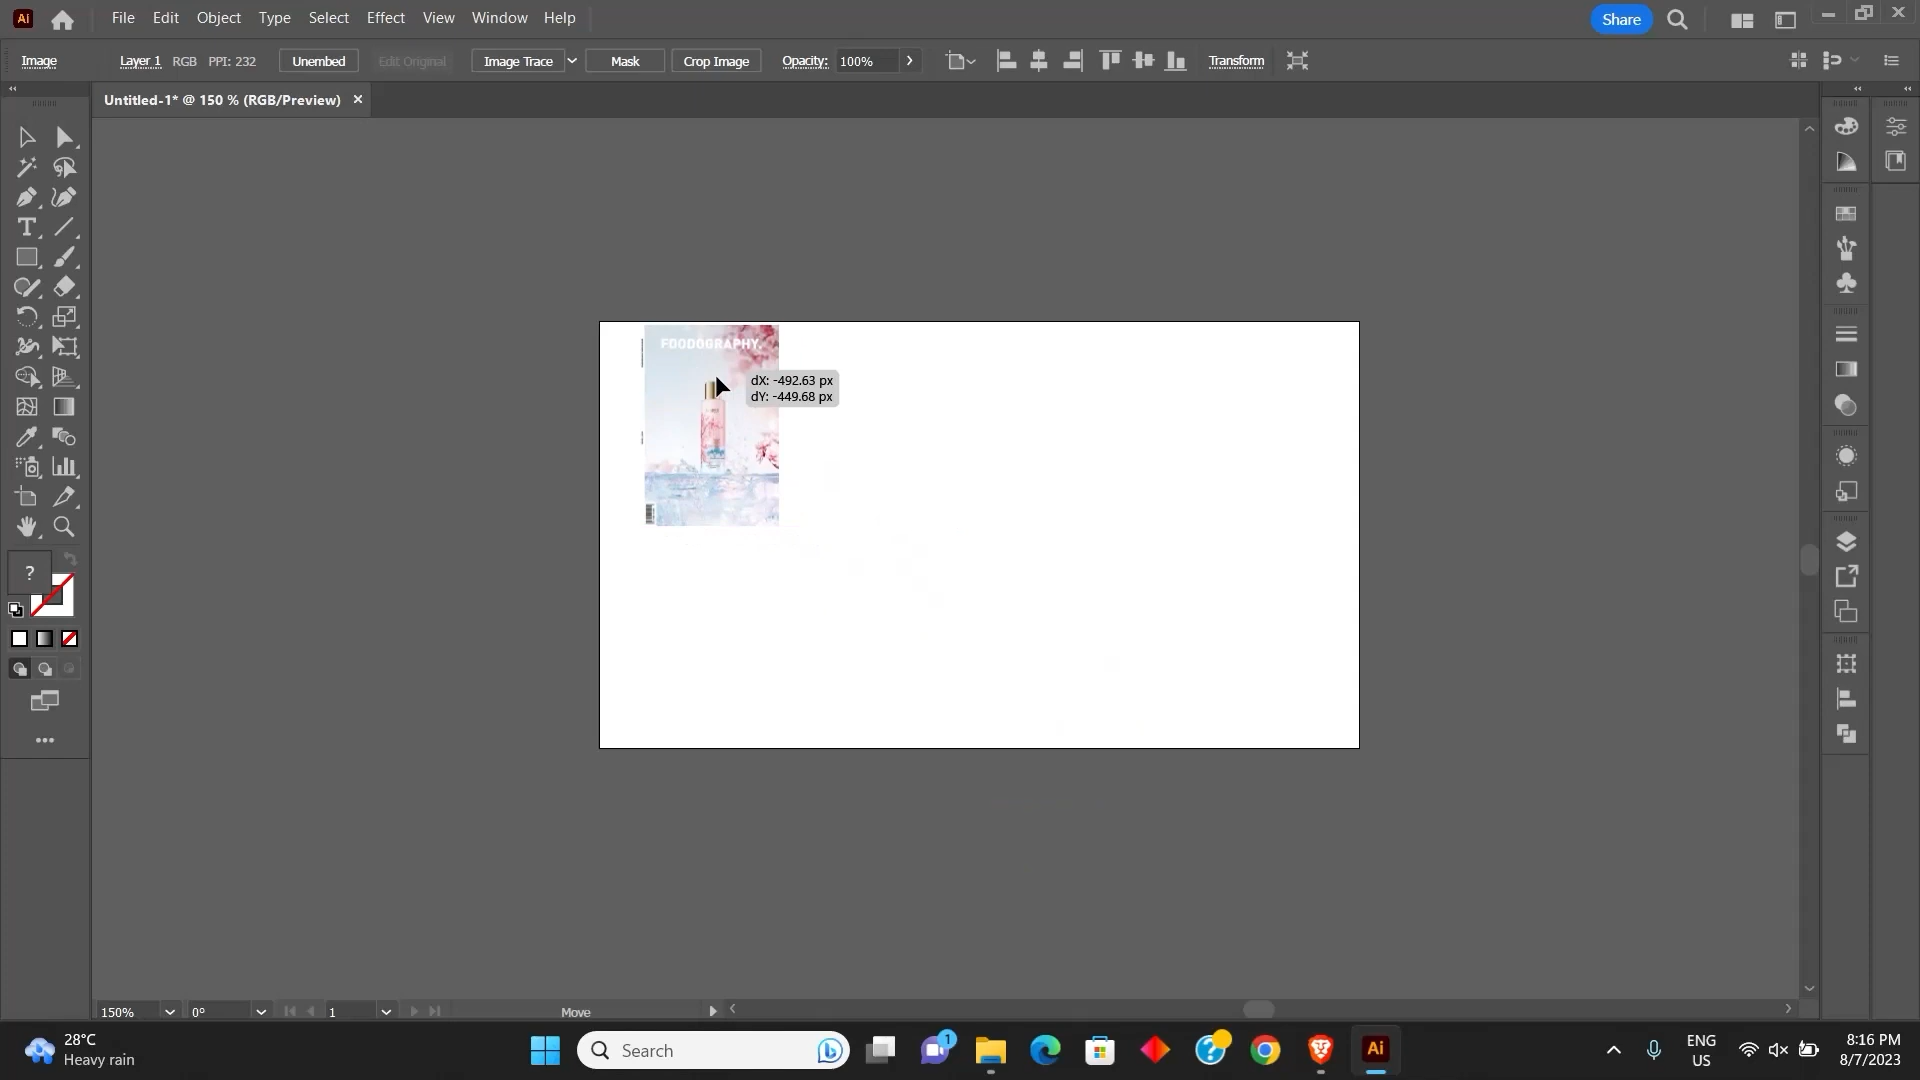 Ai File Edit Object Type Select Effect View Window Help Share
Image Layer 1 RGB PPI: 232 Unembed Edit Original Image Trace Mask Crop Image Opacity: 100% Transform
Untitled-1* @ 150 % (RGB/Preview)
FOODOGRAPHY.
dX: -492.63 px
dY: -449.68 px
?
150% 0° 1 Move
28°C
Heavy rain
Search
1
Ai
ENG
US
8:16 PM
8/7/2023